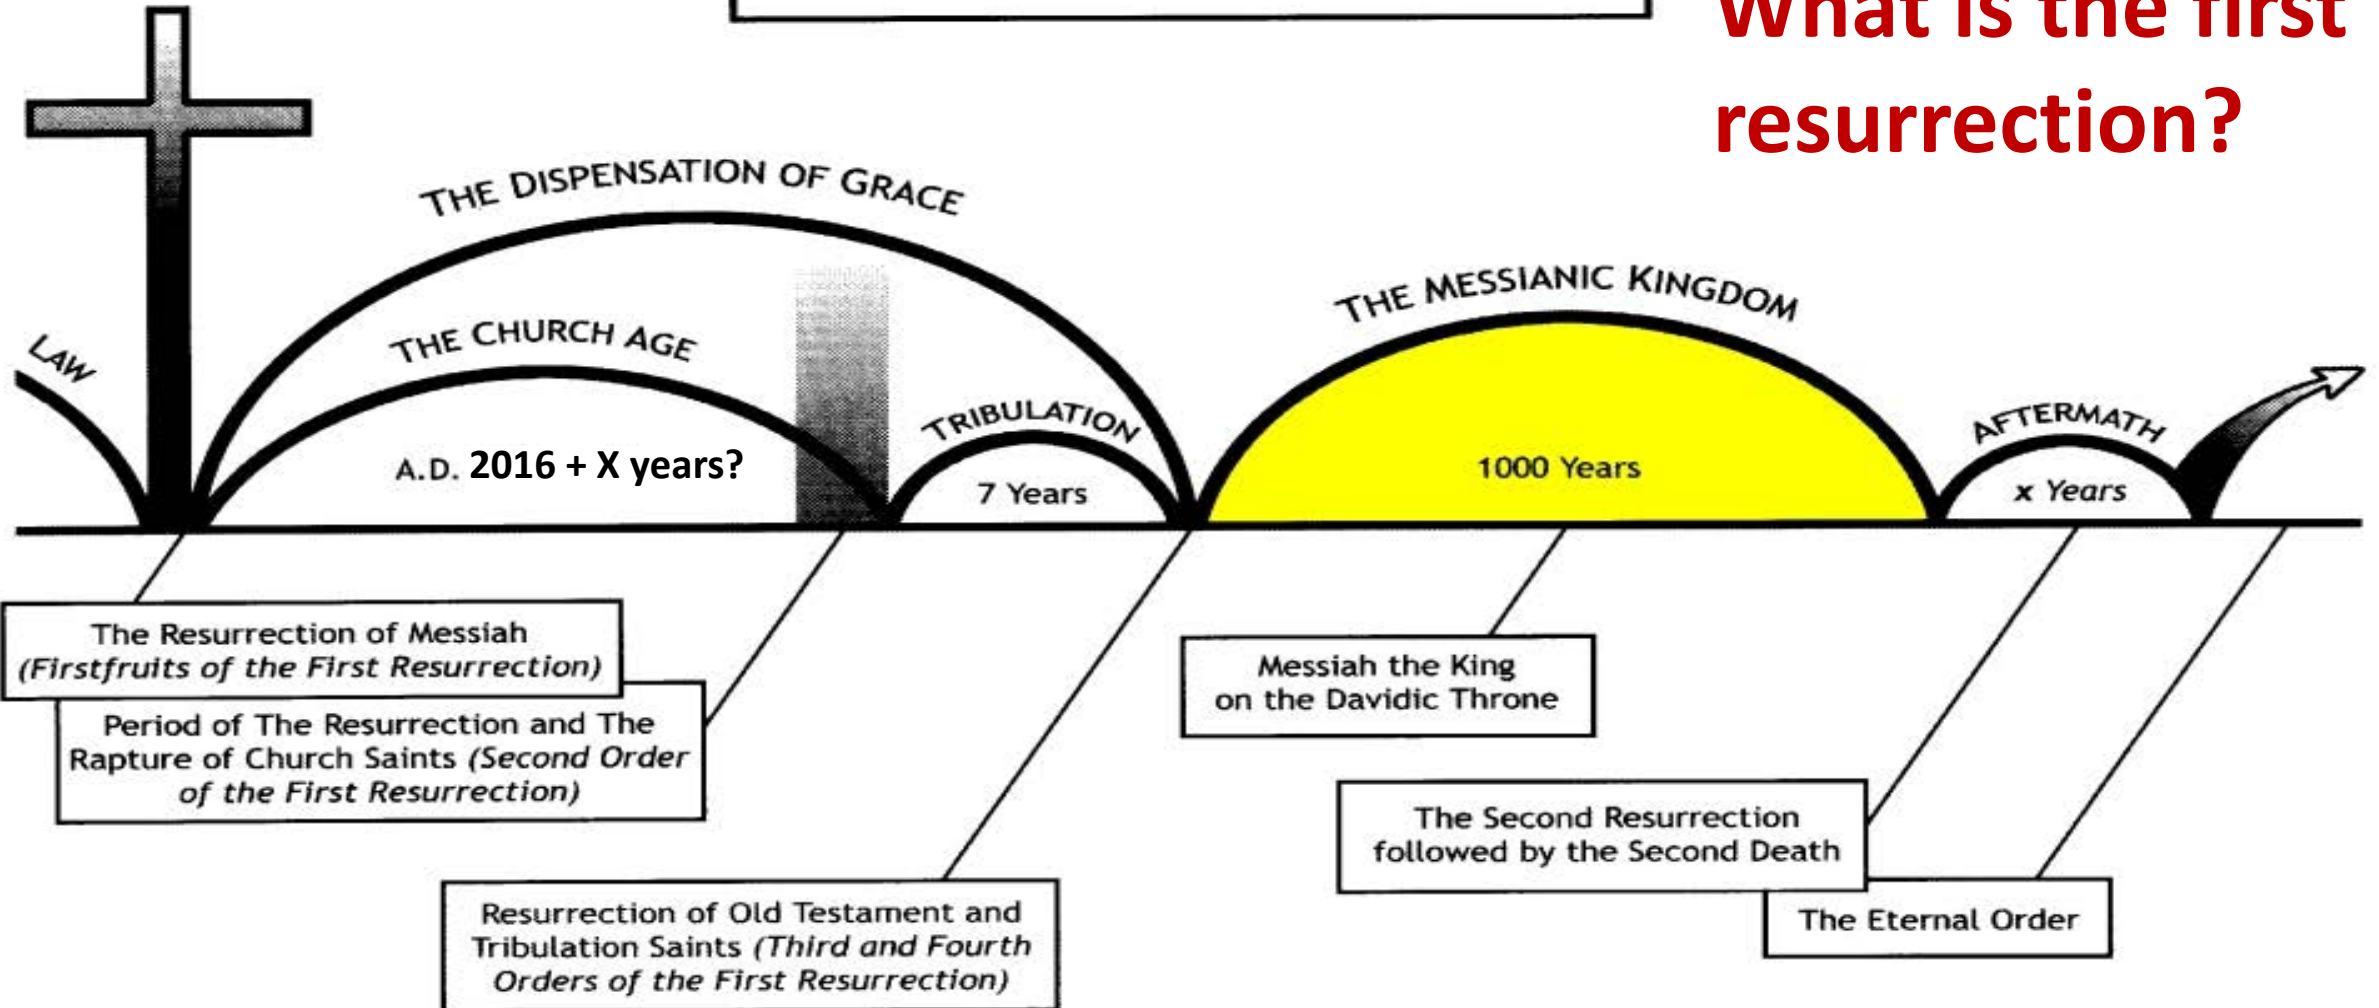 What is the first
resurrection?
THE DISPENSATION OF GRACE
THE MESSIANIC KINGDOM
LAW
THE CHURCH AGE
TRIBULATION
AFTERMATH
A.D. 2016 + X years?
7 Years
1000 Years
x Years
The Resurrection of Messiah
(Firstfruits of the First Resurrection)
Period of The Resurrection and The
Rapture of Church Saints (Second Order
of the First Resurrection)
Resurrection of Old Testament and
Tribulation Saints (Third and Fourth
Orders of the First Resurrection)
Messiah the King
on the Davidic Throne
The Second Resurrection
followed by the Second Death
The Eternal Order